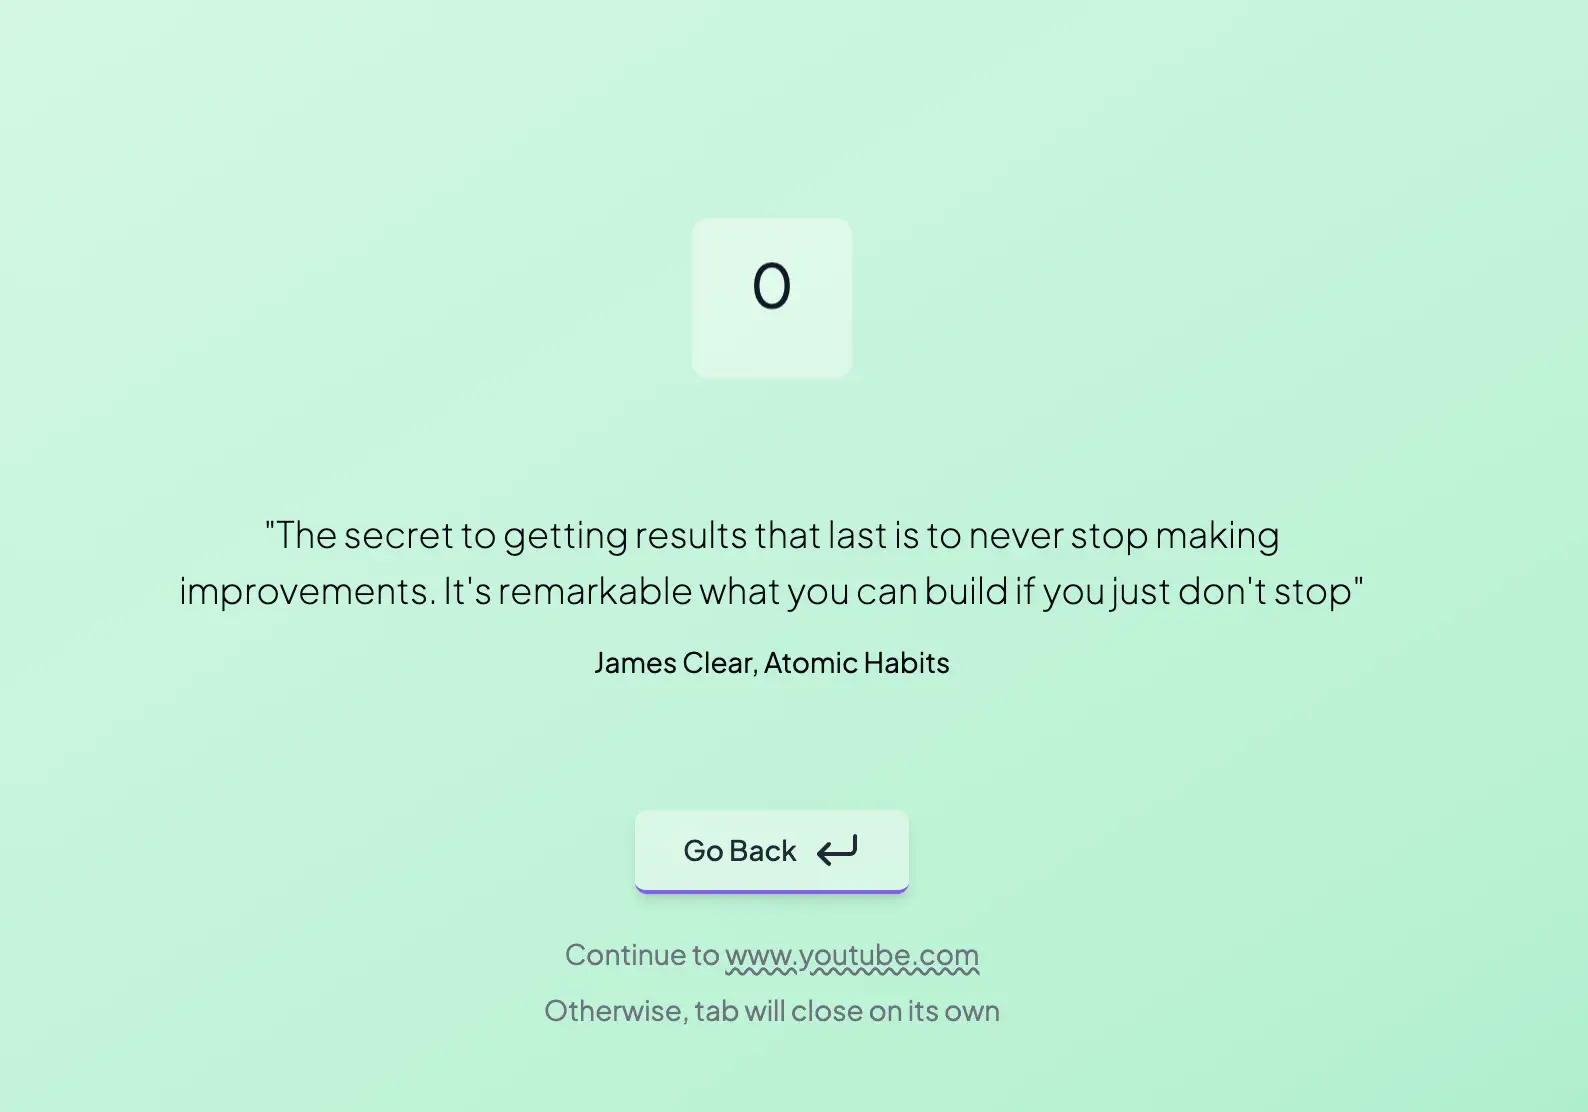 0
"The secret to getting results that last is to never stop making
improvements. It's remarkable what you can build if you just don't stop"
James Clear, Atomic Habits
Go Back
Continue to www.youtube.com
Otherwise, tab will close on its own